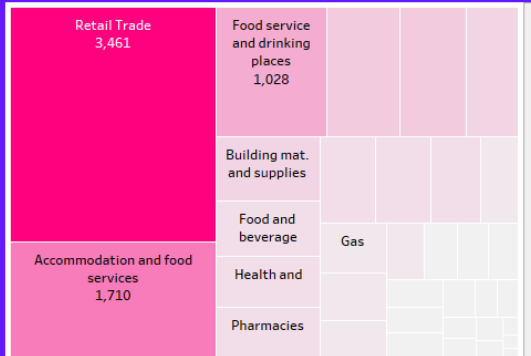 Retail Trade
3,461
Food service
and drinking
places
1,028
Building mat.
and supplies
Food and
beverage
Gas
Accommodation and food
services
1,710
Health and
Pharmacies